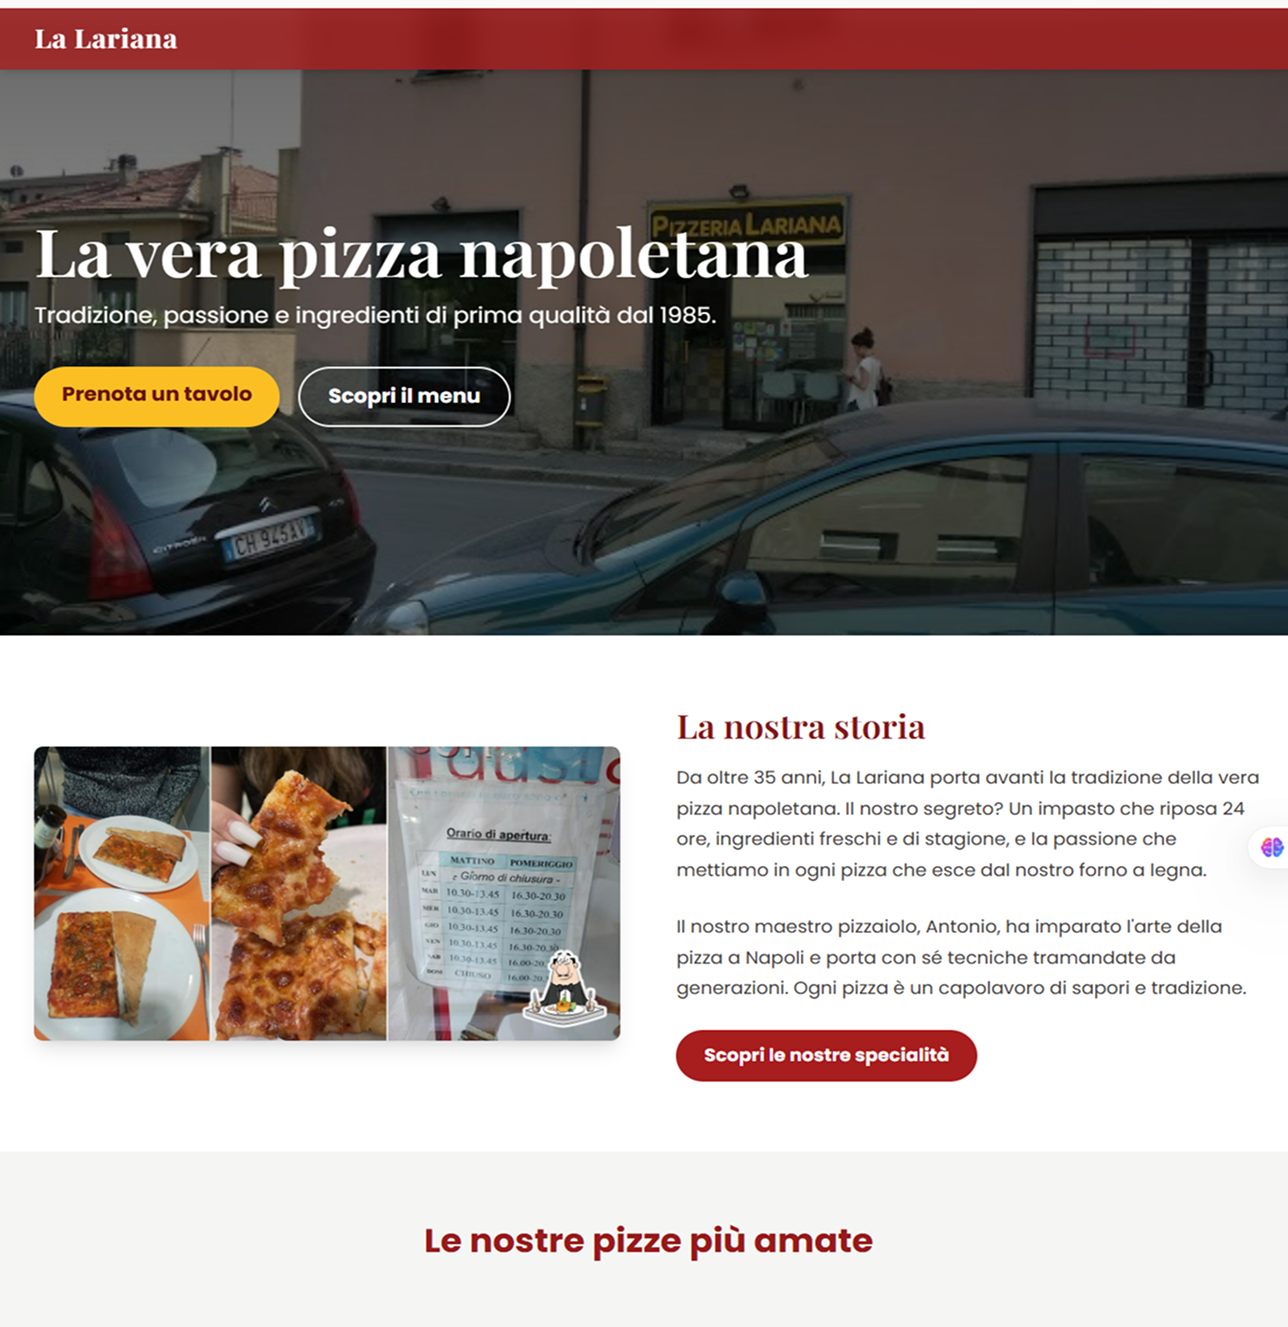 La Lariana
PIZZERIA LARIANA
La vera pizza napoletana
Tradizione, passione e ingredienti di prima qualità dal 1985.
Prenota un tavolo
Scopri il menu
CITROËN
CH 945AV
La nostra storia
Da oltre 35 anni, La Lariana porta avanti la tradizione della vera
pizza napoletana. Il nostro segreto? Un impasto che riposa 24
ore, ingredienti freschi e di stagione, e la passione che
mettiamo in ogni pizza che esce dal nostro forno a legna.
Il nostro maestro pizzaiolo, Antonio, ha imparato l'arte della
pizza a Napoli e porta con sé tecniche tramandate da
generazioni. Ogni pizza è un capolavoro di sapori e tradizione.
Scopri le nostre specialità
Orario di apertura:
MATTINO POMERIGGIO
LUN - Giorno di chiusura -
MAR 10.30-13.45 16.30-20.30
MER 10.30-13.45 16.30-20.30
GIO 10.30-13.45 16.30-20.30
VEN 10.30-13.45 16.30-20.30
SAB 10.30-13.45 16.00-20.
DOM CHIUSO 16.00-20.
Le nostre pizze più amate